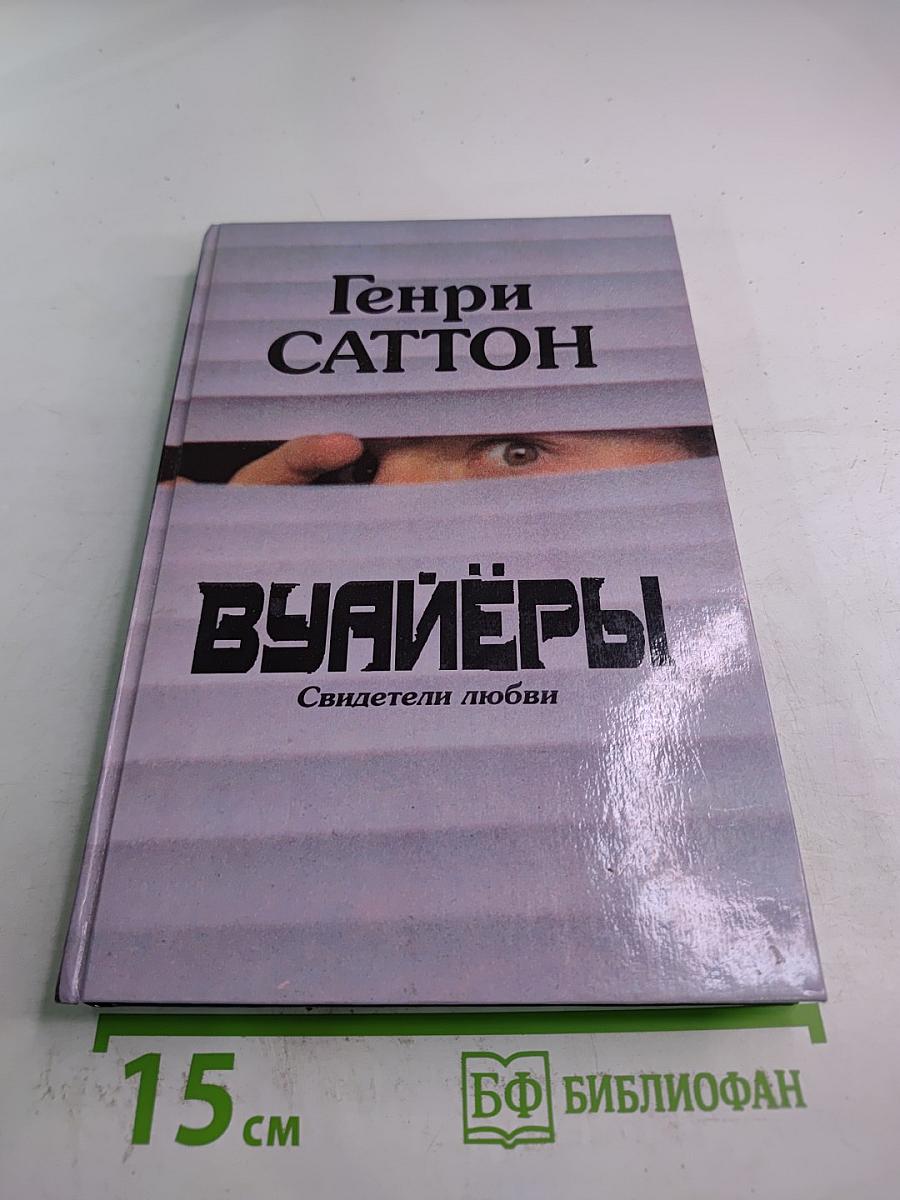 Генри
САТТОН
ВУАЙЁРЫ
Свидетели любви
15 см
БФ БИБЛИОФАН